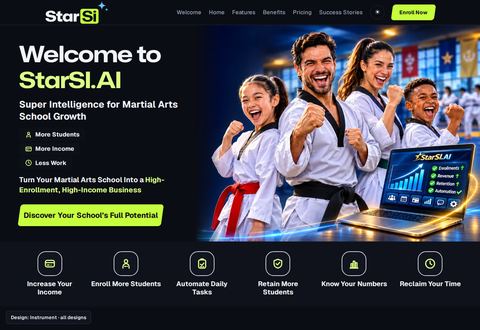 StarSi
Welcome
Home
Features
Benefits
Pricing
Success Stories
Enroll Now
Welcome to
StarSI.AI
Super Intelligence for Martial Arts
School Growth
More Students
More Income
Less Work
Turn Your Martial Arts School Into a High-
Enrollment, High-Income Business
Discover Your School's Full Potential
StarSI.AI
Enrollments
Revenue
Retention
Automation
Increase Your
Income
Enroll More Students
Automate Daily
Tasks
Retain More
Students
Know Your Numbers
Reclaim Your Time
Design: Instrument · all designs